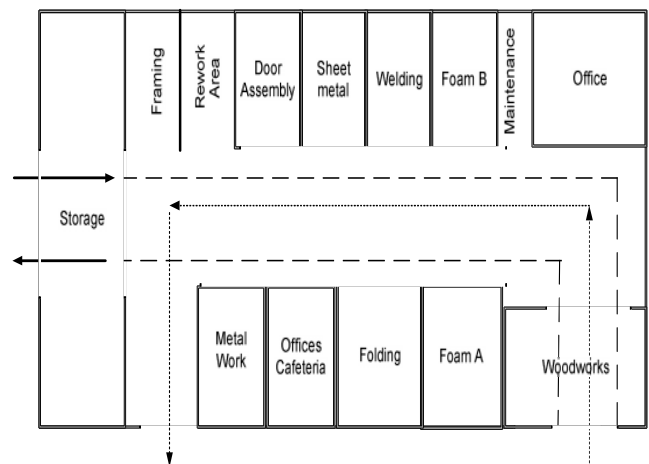 Framing
Rework
Area
Door
Assembly
Sheet
metal
Welding
Foam B
Maintenance
Office
Storage
Metal
Work
Offices
Cafeteria
Folding
Foam A
Woodworks